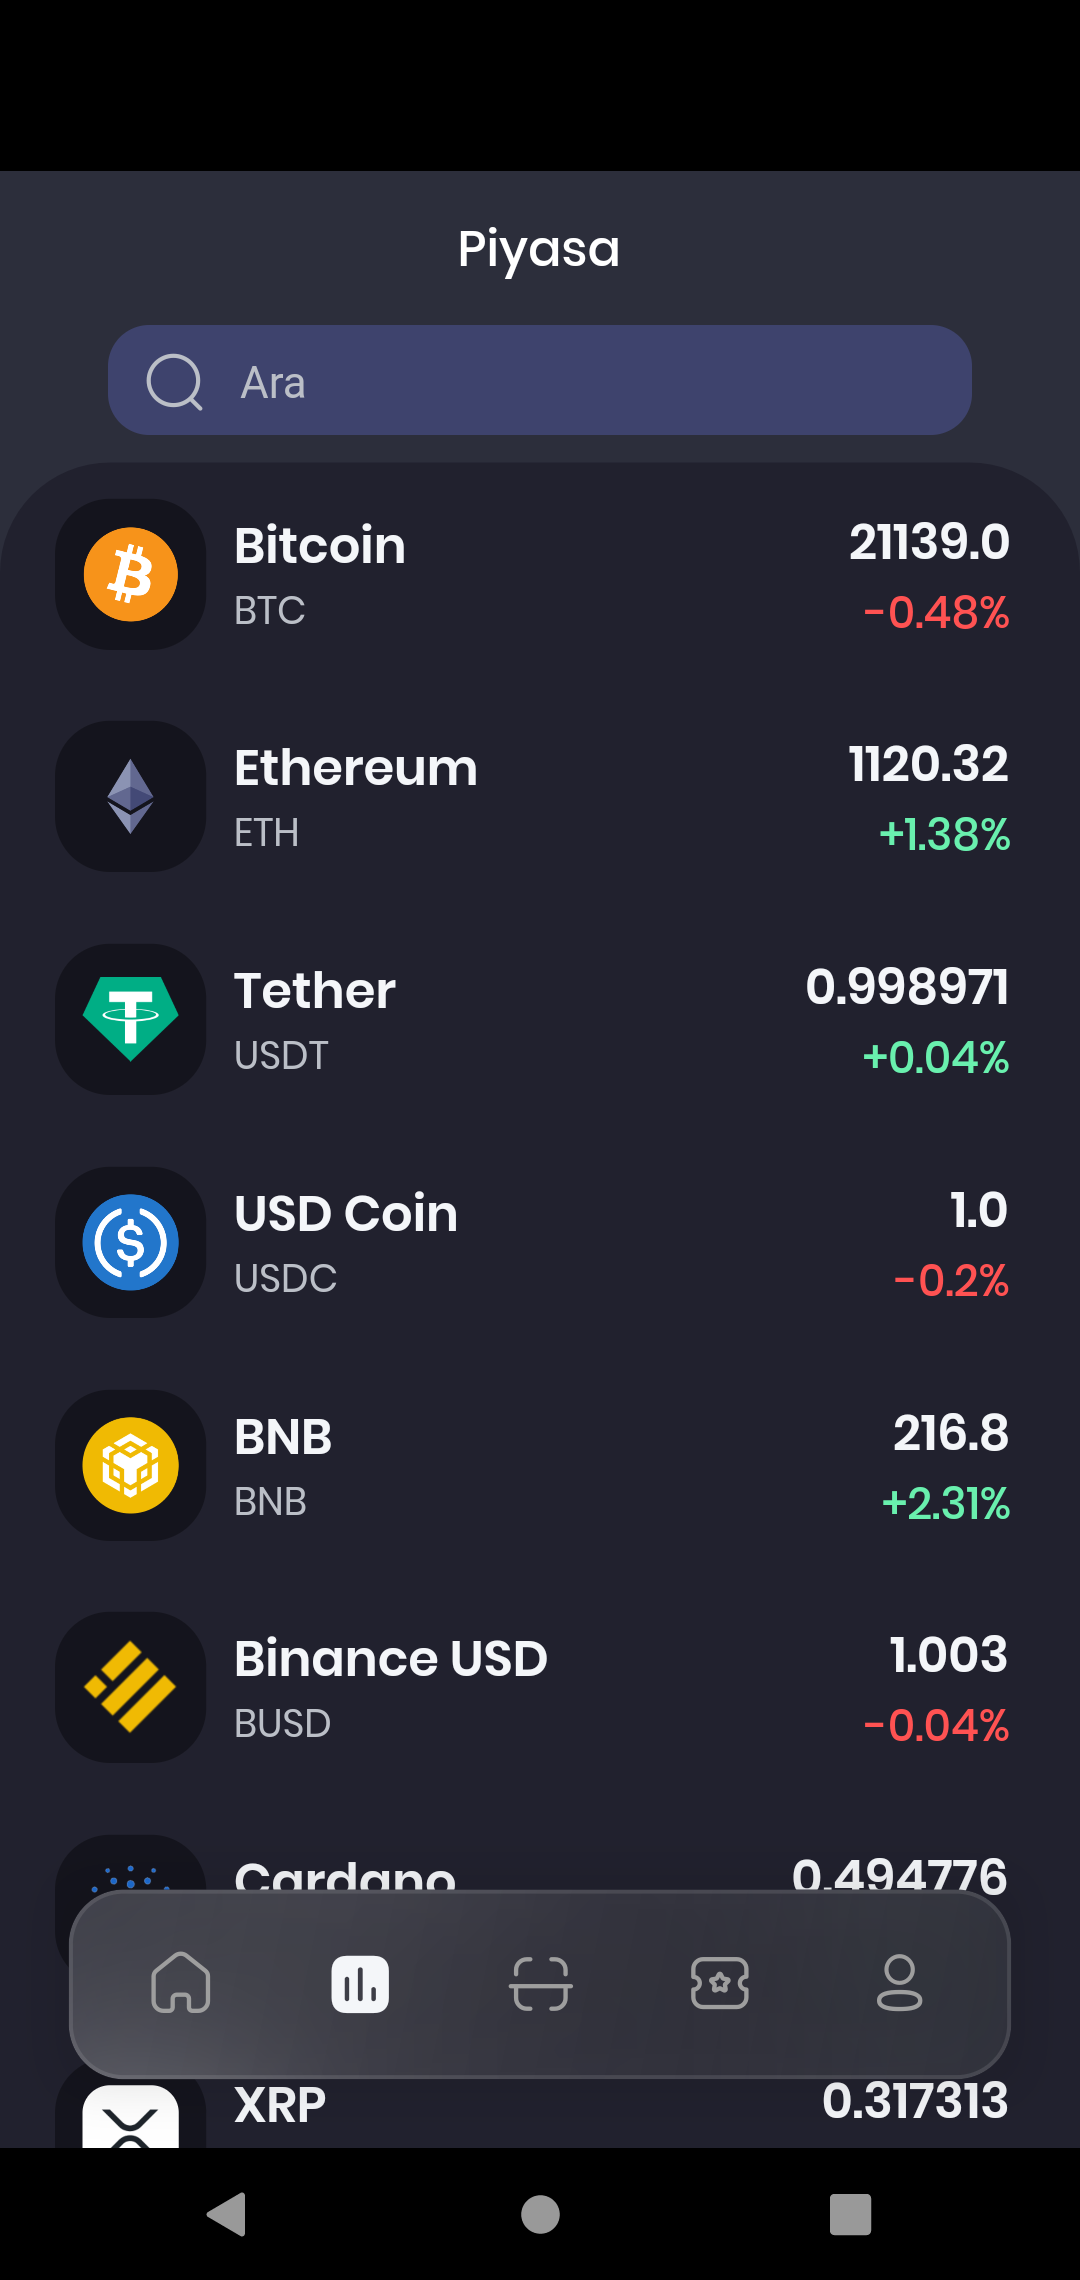 Piyasa
Ara
Bitcoin 21139.0
BTC -0.48%
Ethereum 1120.32
ETH +1.38%
Tether 0.998971
USDT +0.04%
USD Coin 1.0
USDC -0.2%
BNB 216.8
BNB +2.31%
Binance USD 1.003
BUSD -0.04%
Cardano 0.494776
XRP 0.317313